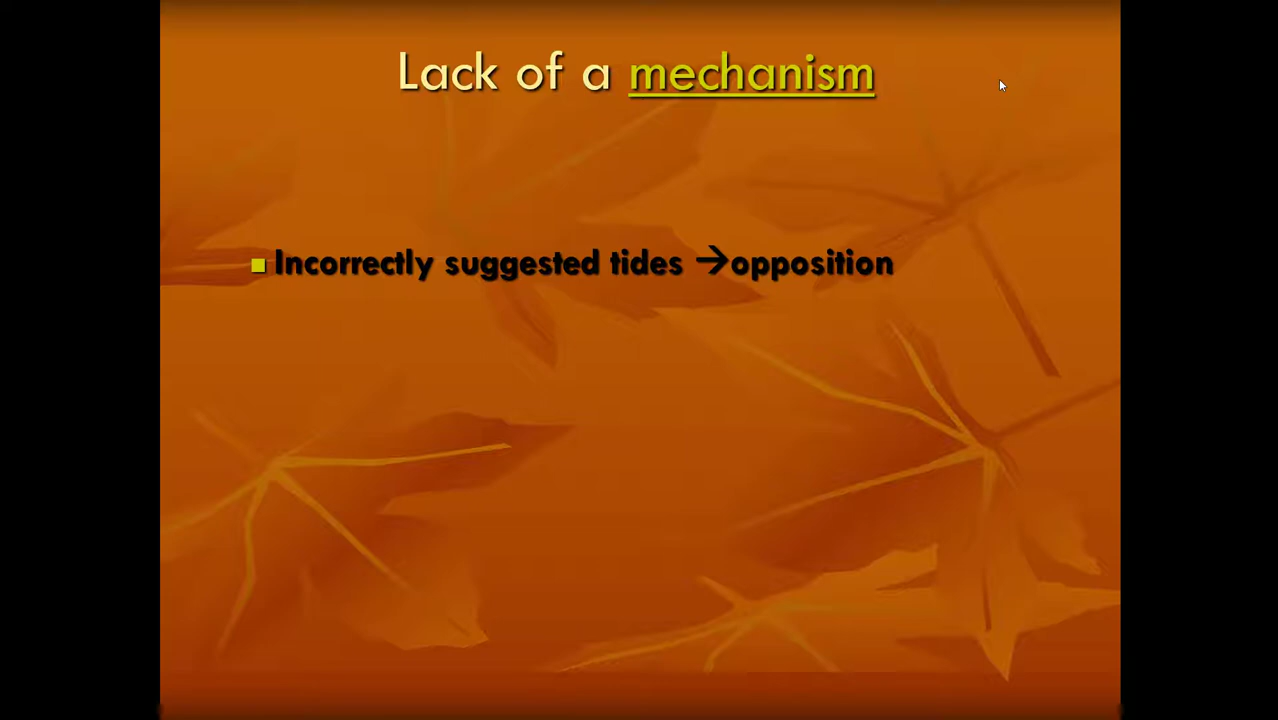 Lack of a mechanism
Incorrectly suggested tides →opposition